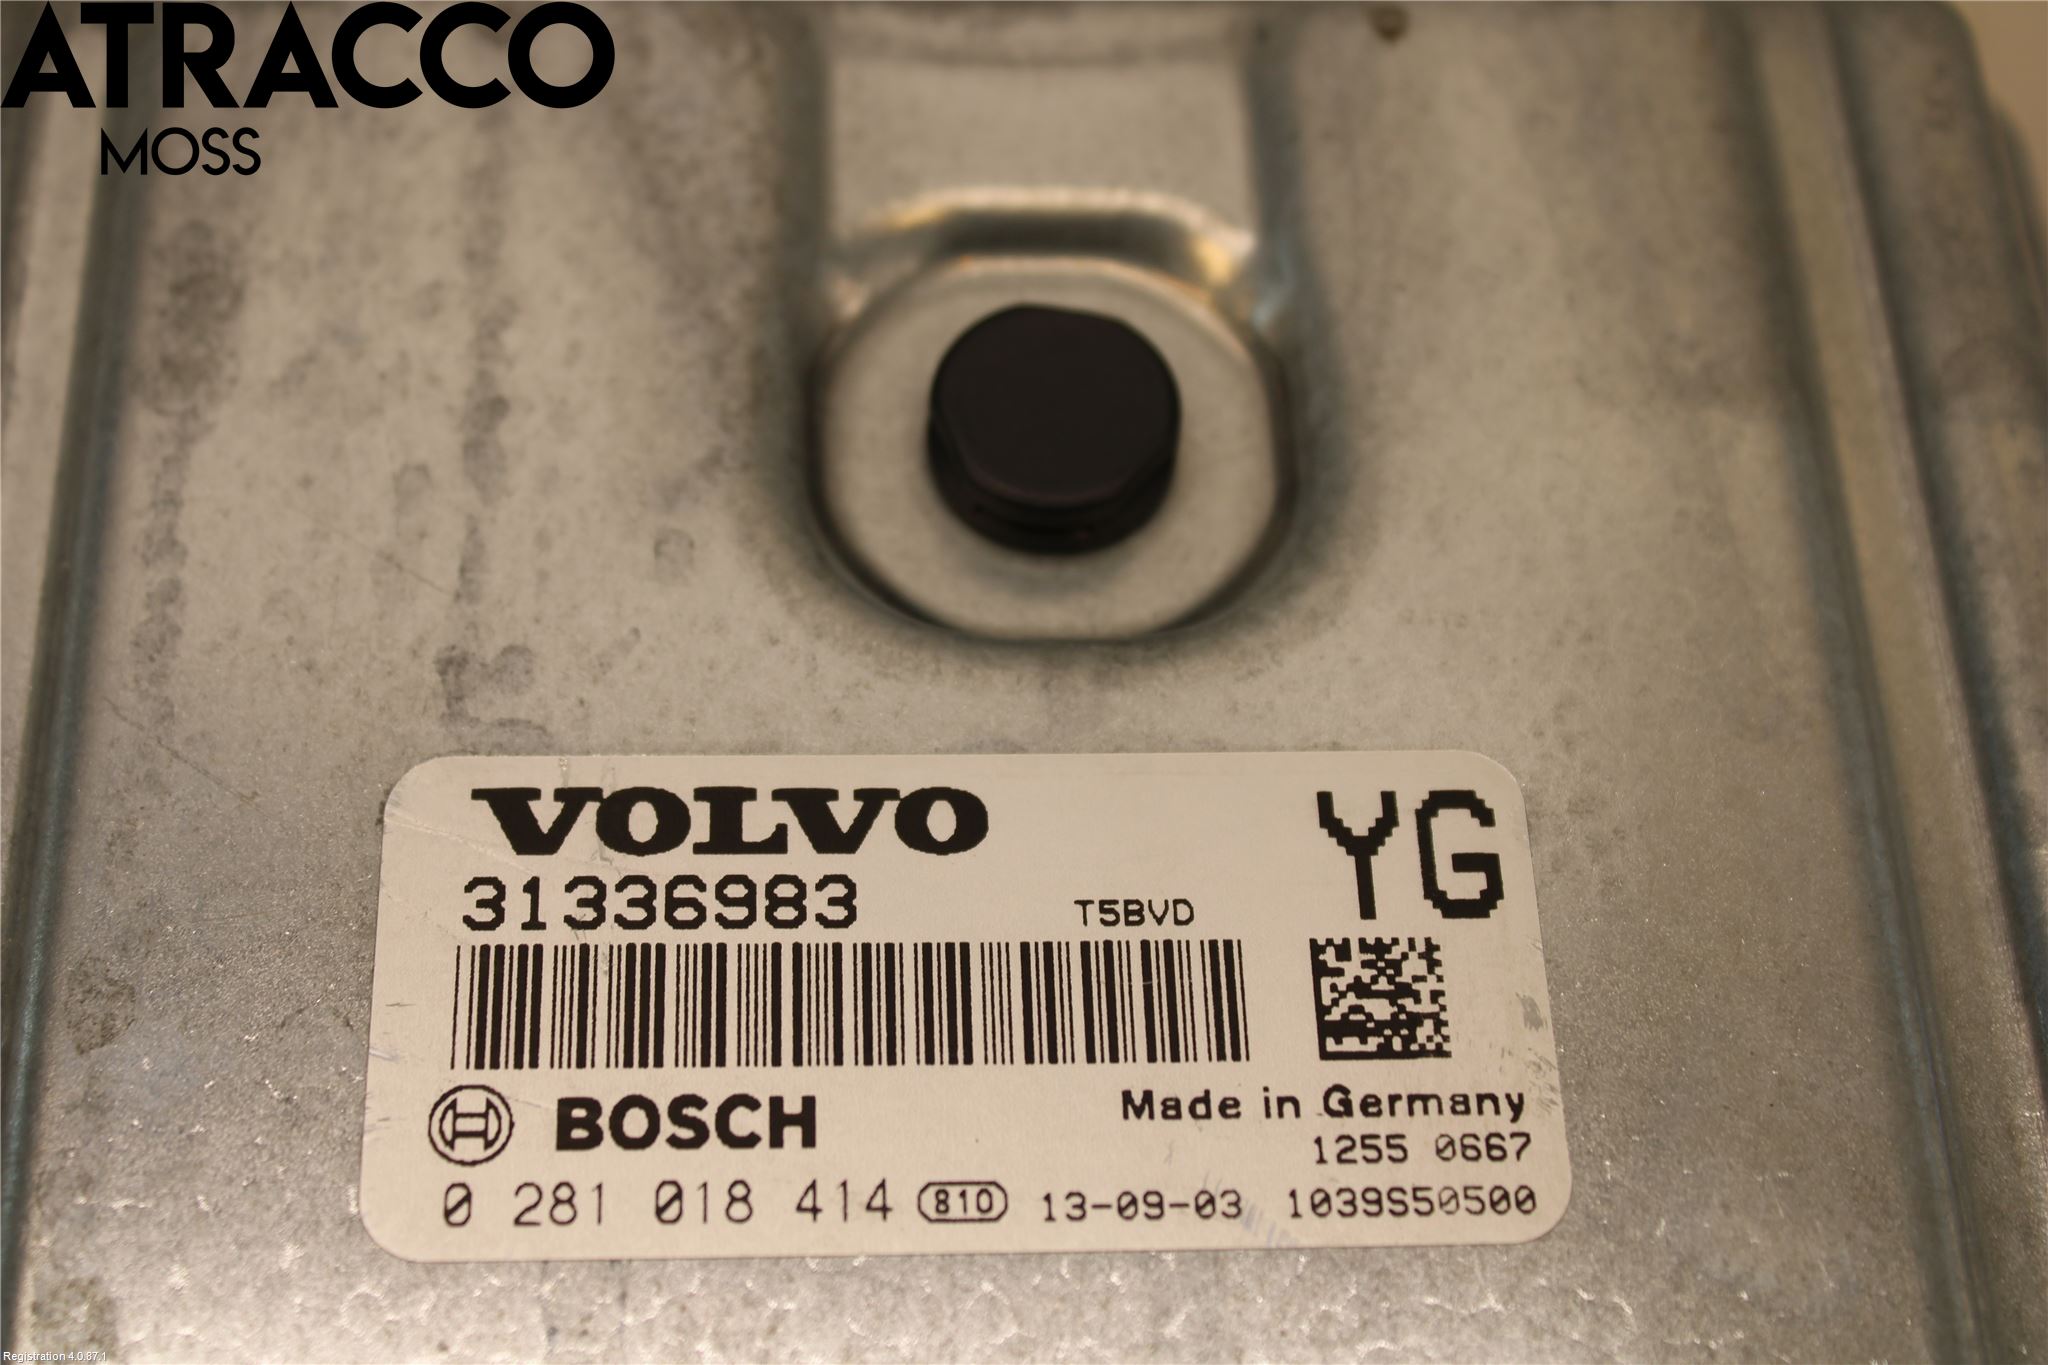 ATRACCO
MOSS
VOLVO
YG
31336983
T5BVD
BOSCH
Made in Germany
1255 0667
0 281 018 414 810 13-09-03 1039S50500
Registration 4.0.87.1